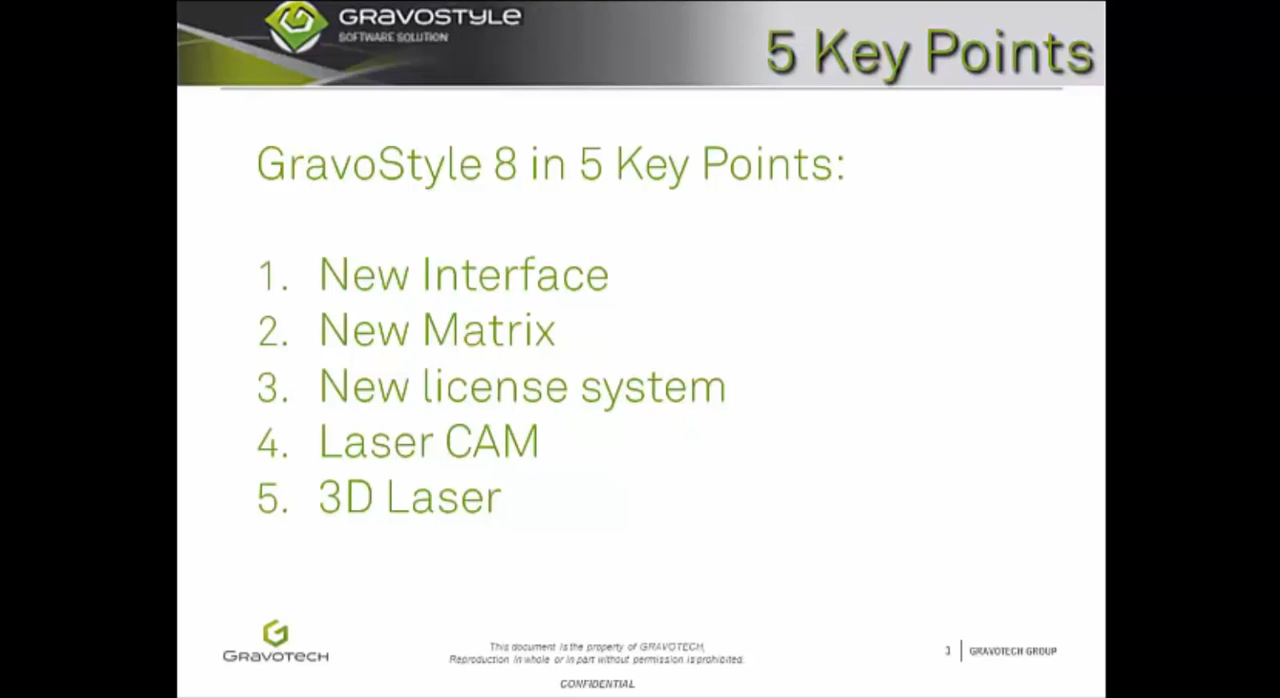 GRAVOSTYLE
SOFTWARE SOLUTION
5 Key Points
GravoStyle 8 in 5 Key Points:
1. New Interface
2. New Matrix
3. New license system
4. Laser CAM
5. 3D Laser
GRAVOTECH
This document is the property of GRAVOTECH,
Reproduction in whole or in part without permission is prohibited.
CONFIDENTIAL
3 GRAVOTECH GROUP